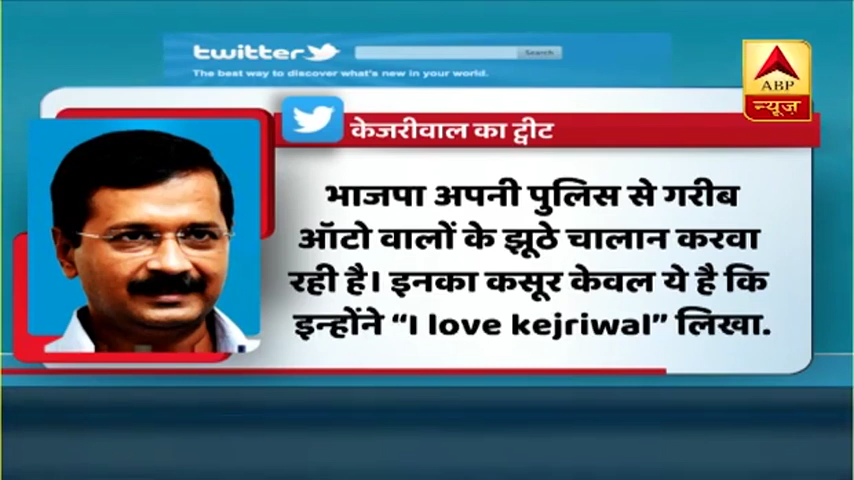 twitter
Search
The best way to discover what's new in your world.
ABP
न्यूज़
केजरीवाल का ट्वीट
भाजपा अपनी पुलिस से गरीब
ऑटो वालों के झूठे चालान करवा
रही है। इनका कसूर केवल ये है कि
इन्होंने “I love kejriwal” लिखा.